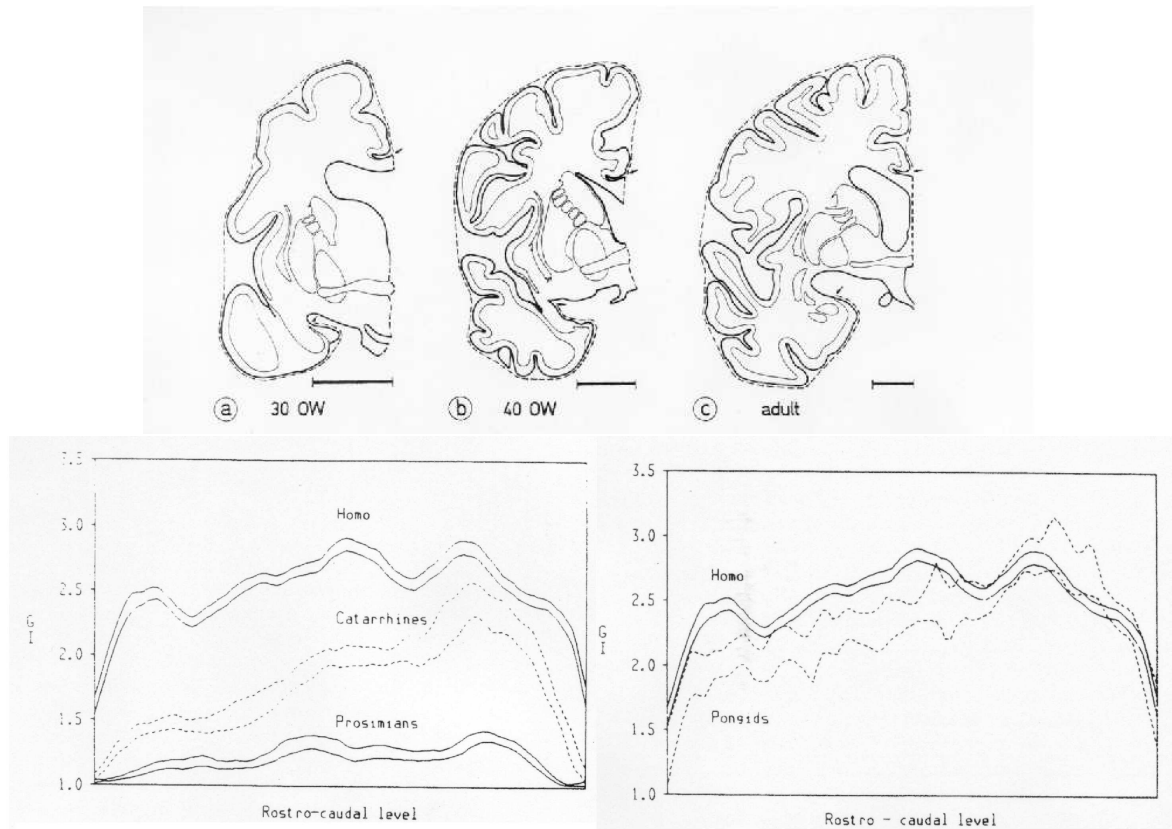 a 30 OW b 40 OW c adult
3.5
3.0
2.5
2.0
1.5
1.0
G
I
Homo
Catarrhines
Prosimians
Rostro-caudal level
3.5
3.0
2.5
2.0
1.5
1.0
G
I
Homo
Pongids
Rostro - caudal level